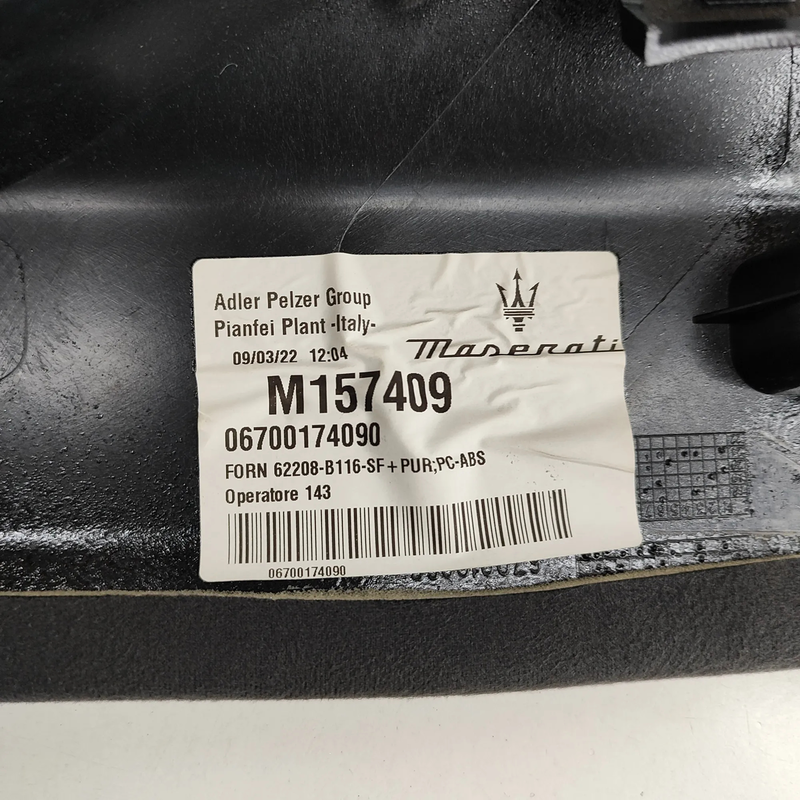 Adler Pelzer Group
Pianfei Plant -Italy-
09/03/22 12:04
Maserati
M157409
06700174090
FORN 62208-B116-SF+PUR;PC-ABS
Operatore 143
06700174090